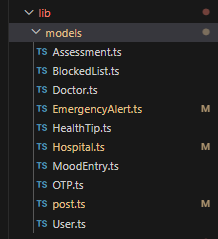 lib
models
TS Assessment.ts
TS BlockedList.ts
TS Doctor.ts
TS EmergencyAlert.ts M
TS HealthTip.ts
TS Hospital.ts M
TS MoodEntry.ts
TS OTP.ts
TS post.ts M
TS User.ts